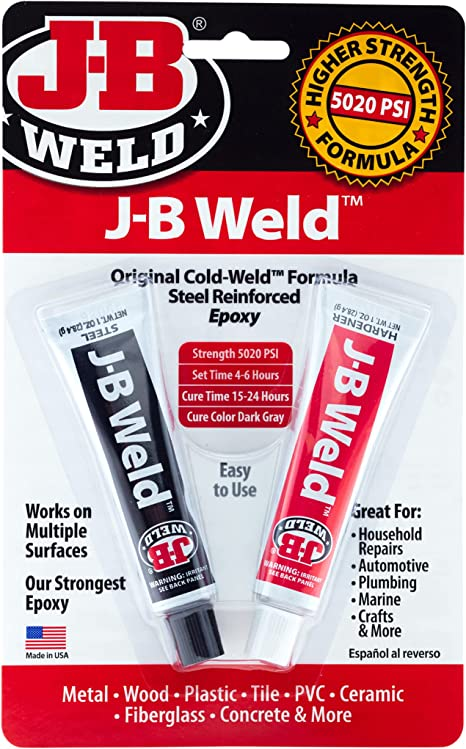 J-B
WELD
HIGHER STRENGTH
5020 PSI
FORMULA
J-B Weld™
Original Cold-Weld™ Formula
Steel Reinforced
Epoxy
Strength 5020 PSI
Set Time 4-6 Hours
Cure Time 15-24 Hours
Cure Color Dark Gray
Easy
to Use
STEEL
NET WT. 1 OZ. (28.4g)
J-B Weld™
WELD
J-B
WARNING: IRRITANT
SEE BACK PANEL
HARDENER
NET WT. 1 OZ. (28.4g)
J-B Weld™
WELD
J-B
WARNING: IRRITANT
SEE BACK PANEL
Works on
Multiple
Surfaces
Our Strongest
Epoxy
Made in USA
Great For:
• Household
Repairs
• Automotive
• Plumbing
• Marine
• Crafts
& More
Español al reverso
Metal • Wood • Plastic • Tile • PVC • Ceramic
• Fiberglass • Concrete & More